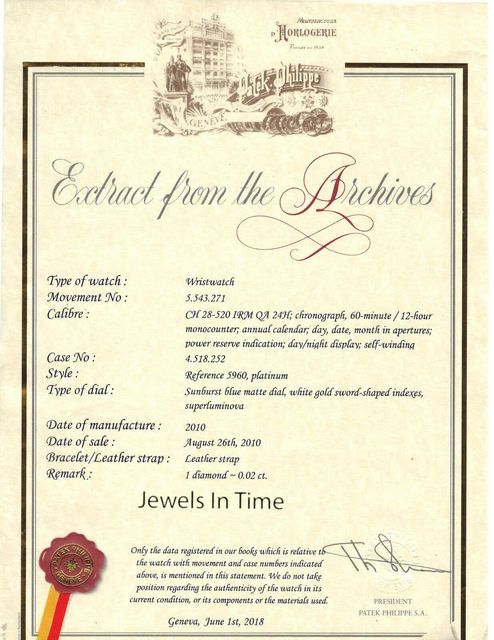 MANUFACTURE
D'HORLOGERIE
FONDÉE EN 1839
Patek, Philippe
GENÈVE
Extract from the Archives
Type of watch : Wristwatch
Movement No : 5.543.271
Calibre : CH 28-520 IRM QA 24H; chronograph, 60-minute / 12-hour
monocounter; annual calendar; day, date, month in apertures;
power reserve indication; day/night display; self-winding
Case No : 4.518.252
Style : Reference 5960, platinum
Type of dial : Sunburst blue matte dial, white gold sword-shaped indexes,
superluminova
Date of manufacture : 2010
Date of sale : August 26th, 2010
Bracelet/Leather strap : Leather strap
Remark : 1 diamond ~ 0.02 ct.
Jewels In Time
Only the data registered in our books which is relative to
the watch with movement and case numbers indicated
above, is mentioned in this statement. We do not take
position regarding the authenticity of the watch in its
current condition, or its components or the materials used.
PATEK PHILIPPE
GENEVE
PRESIDENT
PATEK PHILIPPE S.A.
Geneva, June 1st, 2018